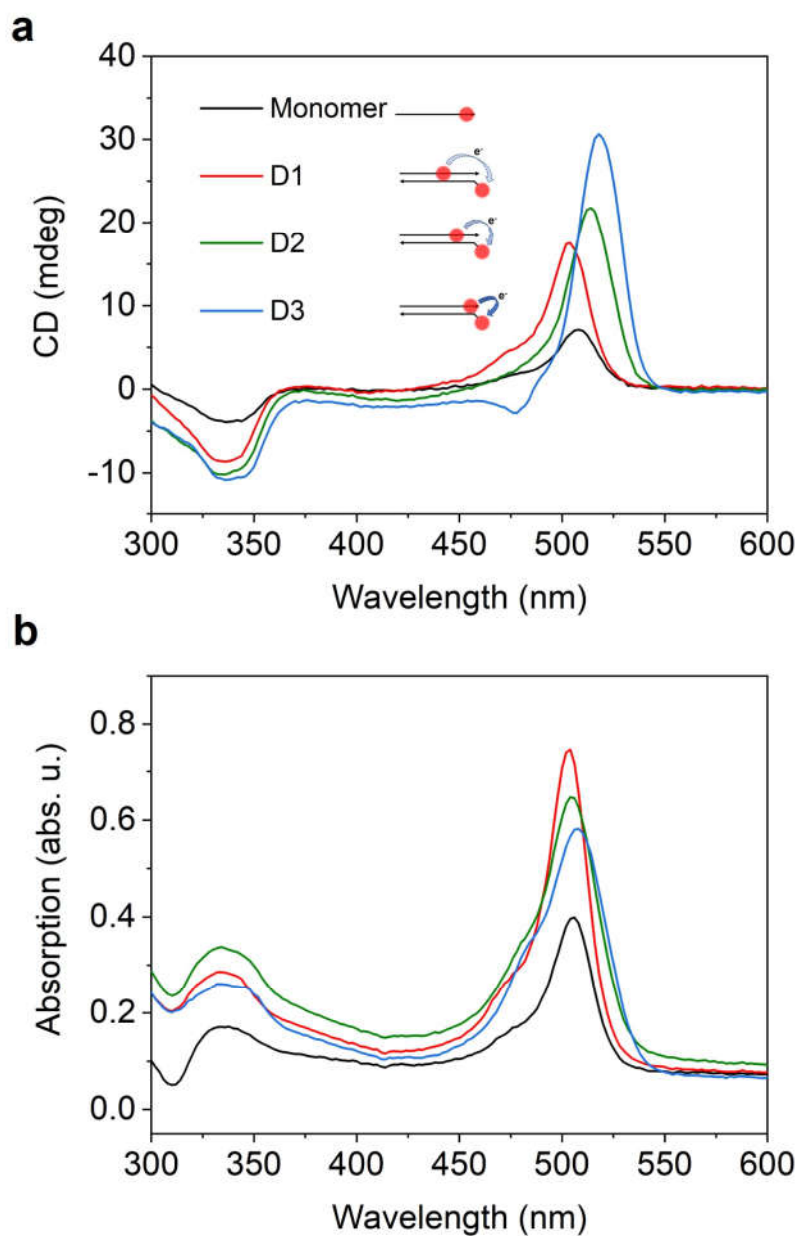 a
40
30
20
10
0
-10
CD (mdeg)
Monomer
D1
e-
D2
e-
D3
e-
300 350 400 450 500 550 600
Wavelength (nm)
b
0.8
0.6
0.4
0.2
0.0
Absorption (abs. u.)
300 350 400 450 500 550 600
Wavelength (nm)